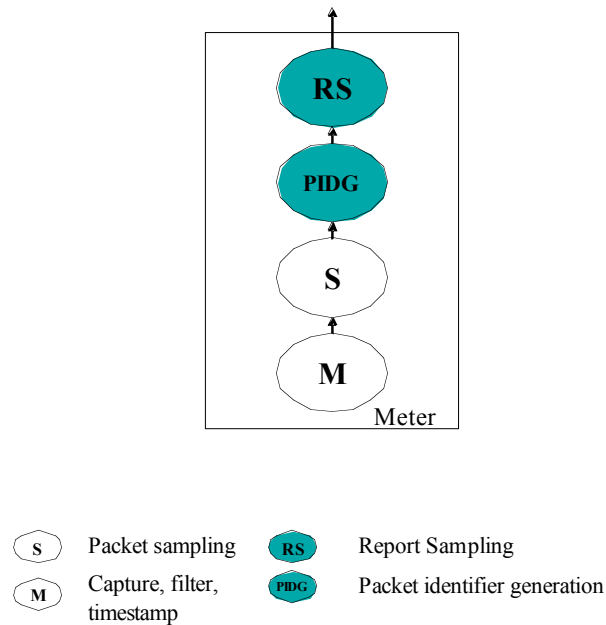 RS
PIDG
S
M
Meter
S Packet sampling
RS Report Sampling
M Capture, filter,
timestamp
PIDG Packet identifier generation